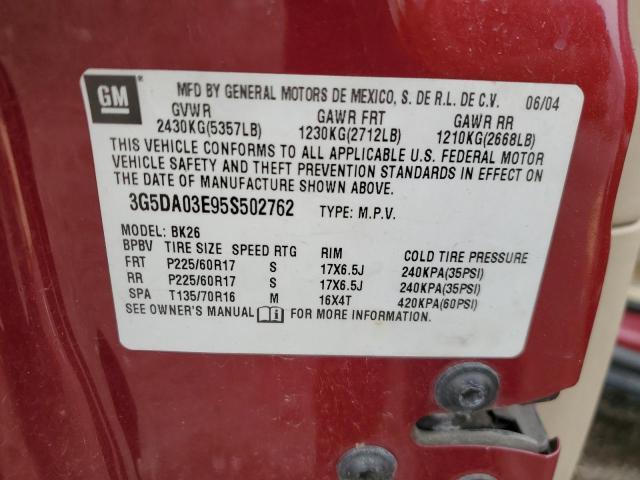 GM ® MFD BY GENERAL MOTORS DE MEXICO, S. DE R.L. DE C.V. 06/04
GVWR GAWR FRT GAWR RR
2430KG(5357LB) 1230KG(2712LB) 1210KG(2668LB)
THIS VEHICLE CONFORMS TO ALL APPLICABLE U.S. FEDERAL MOTOR
VEHICLE SAFETY AND THEFT PREVENTION STANDARDS IN EFFECT ON
THE DATE OF MANUFACTURE SHOWN ABOVE.
3G5DA03E95S502762 TYPE: M.P.V.
MODEL: BK26
BPBV TIRE SIZE SPEED RTG RIM COLD TIRE PRESSURE
FRT P225/60R17 S 17X6.5J 240KPA(35PSI)
RR P225/60R17 S 17X6.5J 240KPA(35PSI)
SPA T135/70R16 M 16X4T 420KPA(60PSI)
SEE OWNER'S MANUAL i FOR MORE INFORMATION.